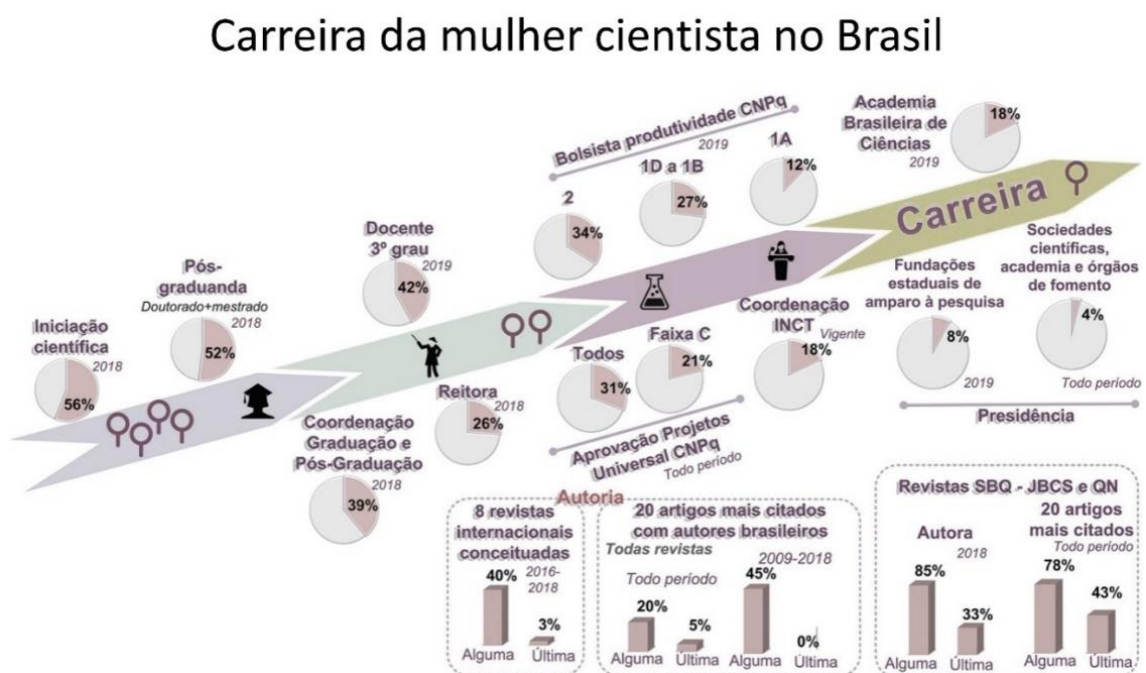 Carreira da mulher cientista no Brasil
Iniciação
científica
2018
56%
Pós-
graduanda
Doutorado+mestrado
2018
52%
Docente
3º grau
2019
42%
Coordenação
Graduação e
Pós-Graduação
2018
39%
Reitora
2018
26%
Bolsista produtividade CNPq
2019
2
34%
1D a 1B
27%
1A
12%
Todos
31%
Faixa C
21%
Aprovação Projetos
Universal CNPq
Todo período
Coordenação
INCT
Vigente
18%
Academia
Brasileira de
Ciências
2019
18%
Carreira
Fundações
estaduais de
amparo à pesquisa
8%
2019
Sociedades
científicas,
academia e órgãos
de fomento
4%
Todo período
Presidência
Autoria
8 revistas
internacionais
conceituadas
2016-
2018
40%
3%
Alguma
Última
20 artigos mais citados
com autores brasileiros
Todas revistas
Todo período
20%
5%
Alguma
Última
2009-2018
45%
0%
Alguma
Última
Revistas SBQ - JBCS e QN
Autora
2018
85%
33%
Alguma
Última
20 artigos
mais citados
Todo período
78%
43%
Alguma
Última